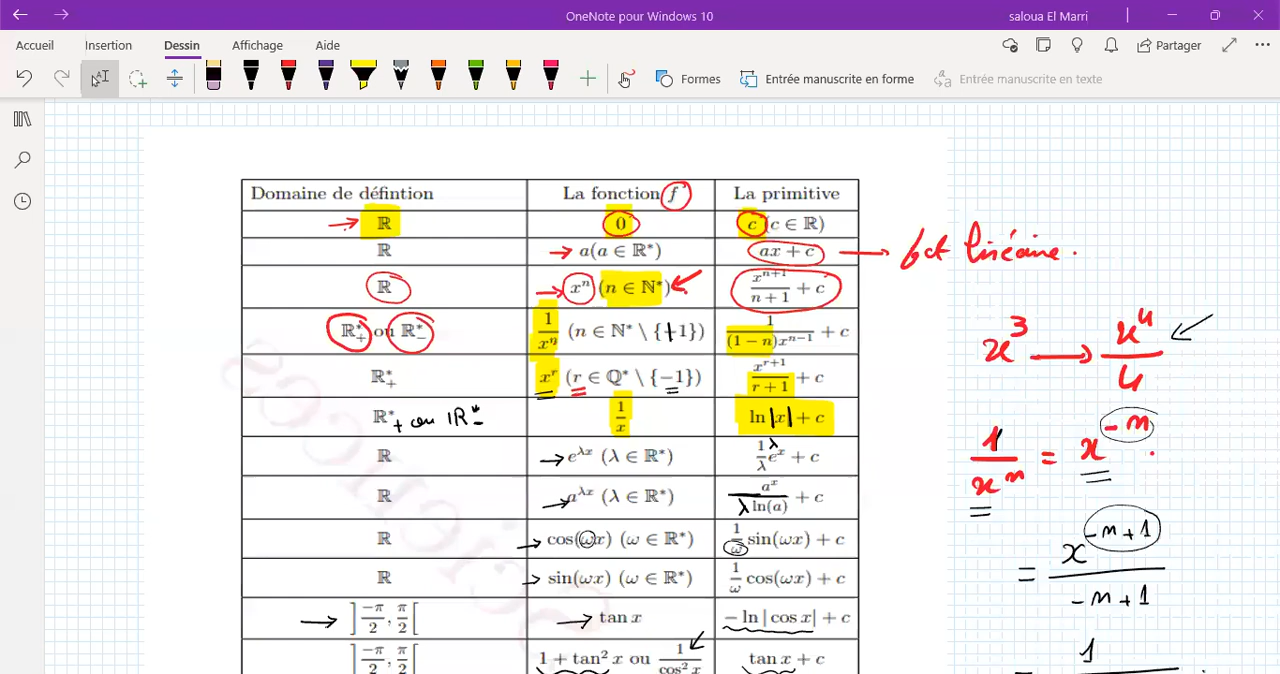 OneNote pour Windows 10 saloua El Marri
Accueil Insertion Dessin Affichage Aide Partager
Formes Entrée manuscrite en forme Entrée manuscrite en texte
Domaine de défintion La fonction f La primitive
ℝ 0 c (c ∈ ℝ)
ℝ → a(a ∈ ℝ*) ax + c → fct linéaire.
ℝ → xⁿ (n ∈ ℕ*) xⁿ⁺¹/(n + 1) + c
ℝ*₊ ou ℝ*₋ 1/xⁿ (n ∈ ℕ* \ {1}) 1/((1 − n)xⁿ⁻¹) + c
x³ → x⁴/4
ℝ*₊ xʳ (r ∈ ℚ* \ {−1}) xʳ⁺¹/(r + 1) + c
ℝ*₊ ou ℝ*₋ 1/x ln|x| + c
1/xⁿ = x⁻ⁿ
ℝ → e^{λx} (λ ∈ ℝ*) 1/λ e^{λx} + c
ℝ → a^{λx} (λ ∈ ℝ*) aˣ/(λ ln(a)) + c
ℝ → cos(ωx) (ω ∈ ℝ*) 1/ω sin(ωx) + c
= x⁻ⁿ⁺¹/(−n+1)
ℝ → sin(ωx) (ω ∈ ℝ*) 1/ω cos(ωx) + c
→ ]−π/2, π/2[ → tan x − ln |cos x| + c
]−π/2, π/2[ 1 + tan² x ou 1/cos² x tan x + c
= 1
Sciences